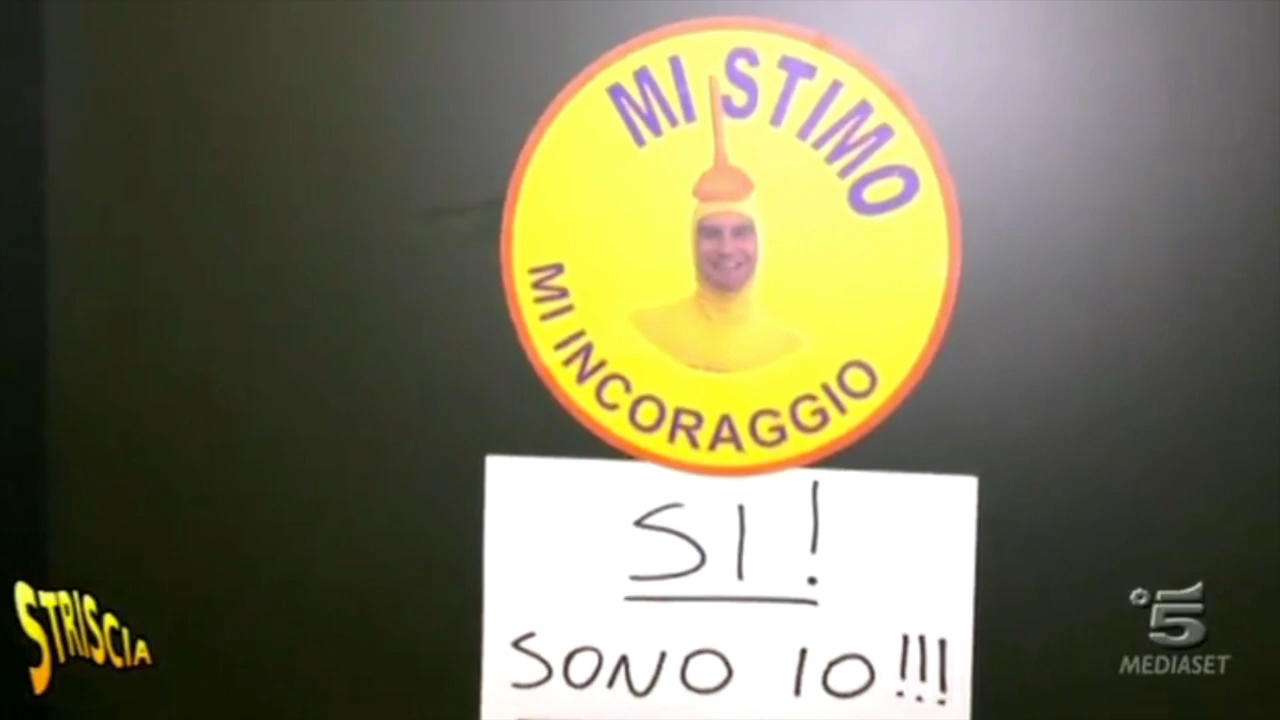 MI STIMO
MI INCORAGGIO
SI!
SONO IO!!!
STRISCIA
5
MEDIASET